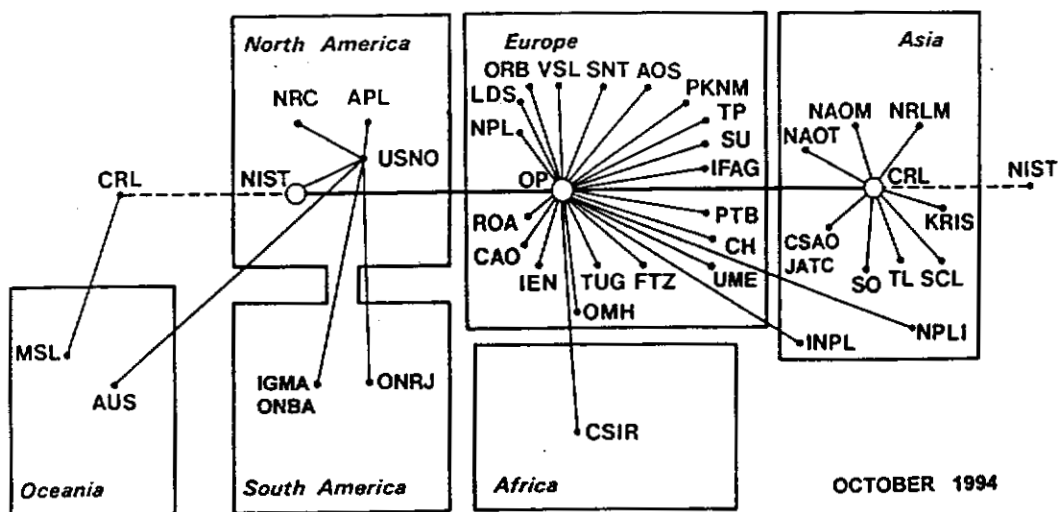 North America
Europe
Asia
ORB VSL SNT AOS
PKNM
LDS
NRC
APL
TP
NAOM
NRLM
NPL
SU
NAOT
USNO
IFAG
CRL
NIST
OP
CRL
NIST
ROA
PTB
KRIS
CAO
CH
CSAO
JATC
IEN
TUG
FTZ
UME
SO
TL
SCL
OMH
MSL
INPL
NPLI
AUS
IGMA
ONBA
ONRJ
CSIR
Oceania
South America
Africa
OCTOBER 1994